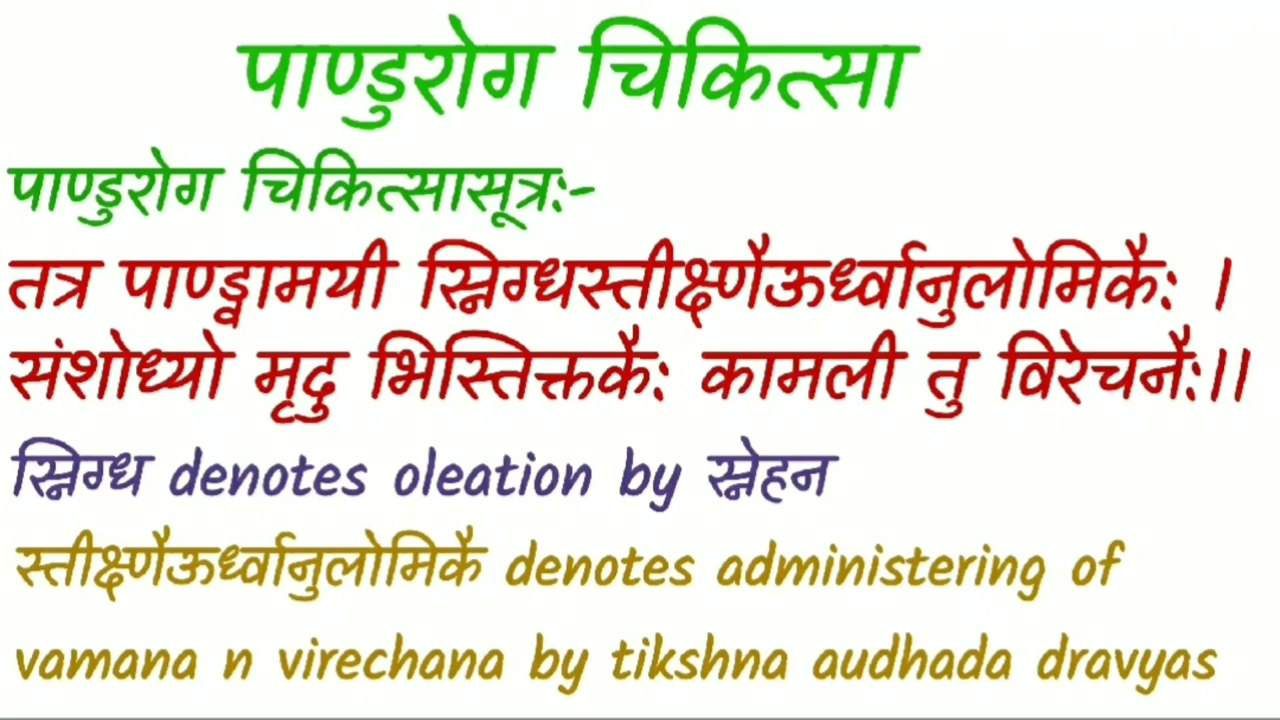 पाण्डुरोग चिकित्सा
पाण्डुरोग चिकित्सासूत्र:-
तत्र पाण्ड्वामयी स्निग्धस्तीक्ष्णैऊर्ध्वानुलोमिकै: ।
संशोध्यो मृदु भिस्तिक्तकै: कामली तु विरेचनै:।।
स्निग्ध denotes oleation by स्नेहन
स्तीक्ष्णैऊर्ध्वानुलोमिकै denotes administering of
vamana n virechana by tikshna audhada dravyas